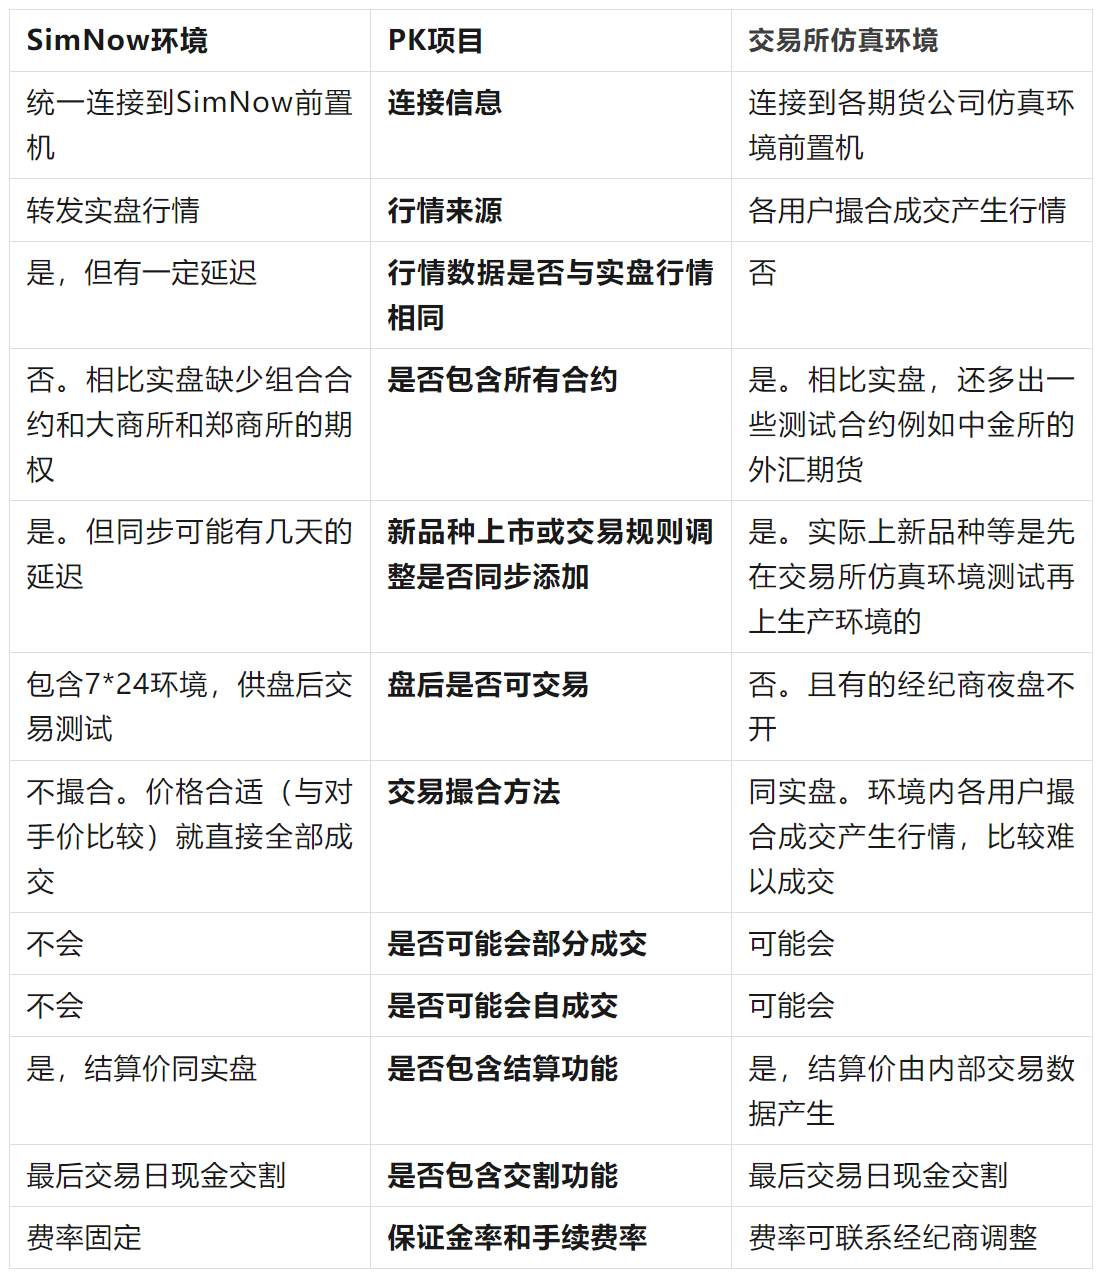 SimNow环境
PK项目
交易所仿真环境
统一连接到SimNow前置
机
连接信息
连接到各期货公司仿真环
境前置机
转发实盘行情
行情来源
各用户撮合成交产生行情
是，但有一定延迟
行情数据是否与实盘行情
相同
否
否。相比实盘缺少组合合
约和大商所和郑商所的期
权
是否包含所有合约
是。相比实盘，还多出一
些测试合约例如中金所的
外汇期货
是。但同步可能有几天的
延迟
新品种上市或交易规则调
整是否同步添加
是。实际上新品种等是先
在交易所仿真环境测试再
上生产环境的
包含7*24环境，供盘后交
易测试
盘后是否可交易
否。且有的经纪商夜盘不
开
不撮合。价格合适（与对
手价比较）就直接全部成
交
交易撮合方法
同实盘。环境内各用户撮
合成交产生行情，比较难
以成交
不会
是否可能会部分成交
可能会
不会
是否可能会自成交
可能会
是，结算价同实盘
是否包含结算功能
是，结算价由内部交易数
据产生
最后交易日现金交割
是否包含交割功能
最后交易日现金交割
费率固定
保证金率和手续费率
费率可联系经纪商调整